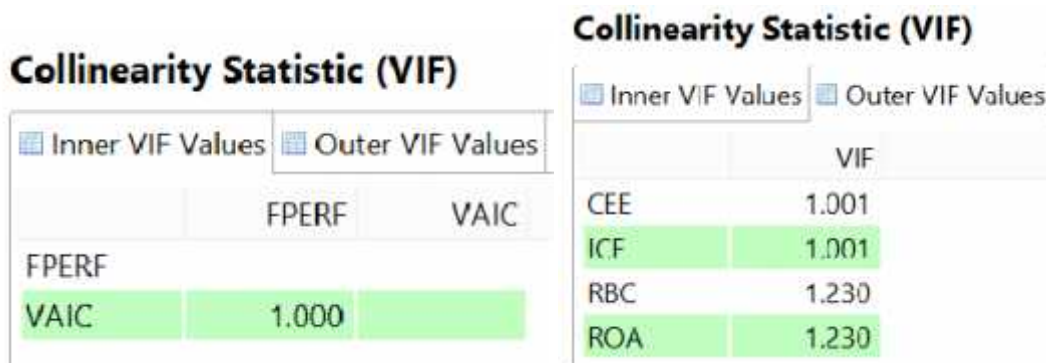 Collinearity Statistic (VIF)
Inner VIF Values Outer VIF Values
FPERF VAIC
FPERF
VAIC 1.000
Collinearity Statistic (VIF)
Inner VIF Values Outer VIF Values
VIF
CEE 1.001
ICE 1.001
RBC 1.230
ROA 1.230